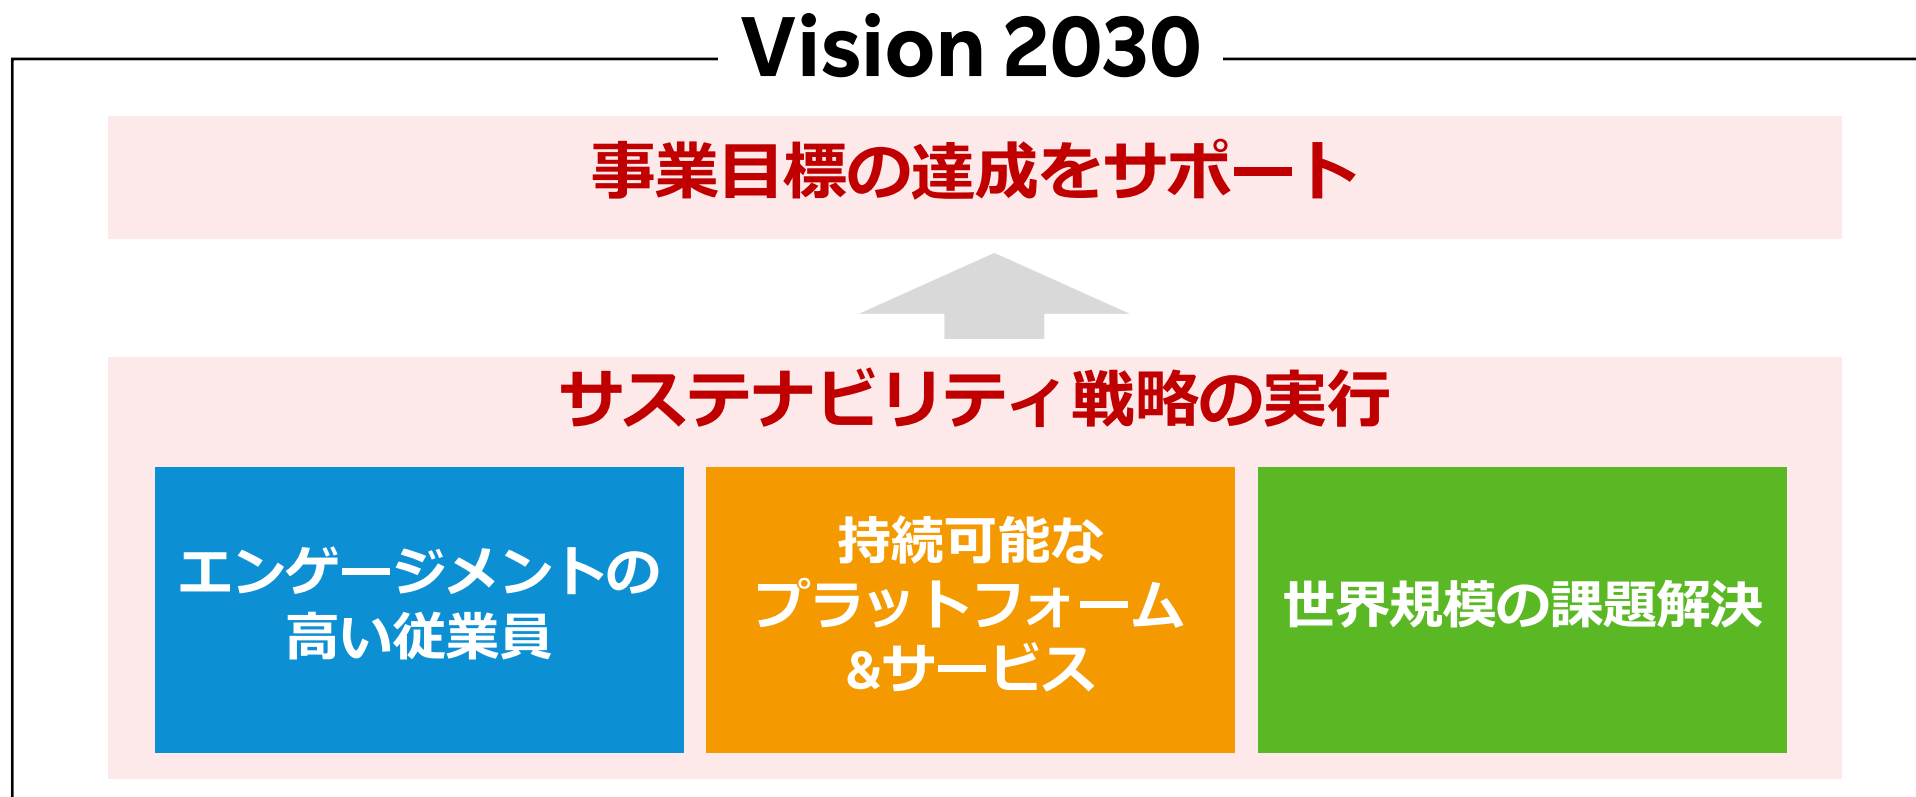 Vision 2030
事業目標の達成をサポート
サステナビリティ戦略の実行
エンゲージメントの
高い従業員
持続可能な
プラットフォーム
&サービス
世界規模の課題解決